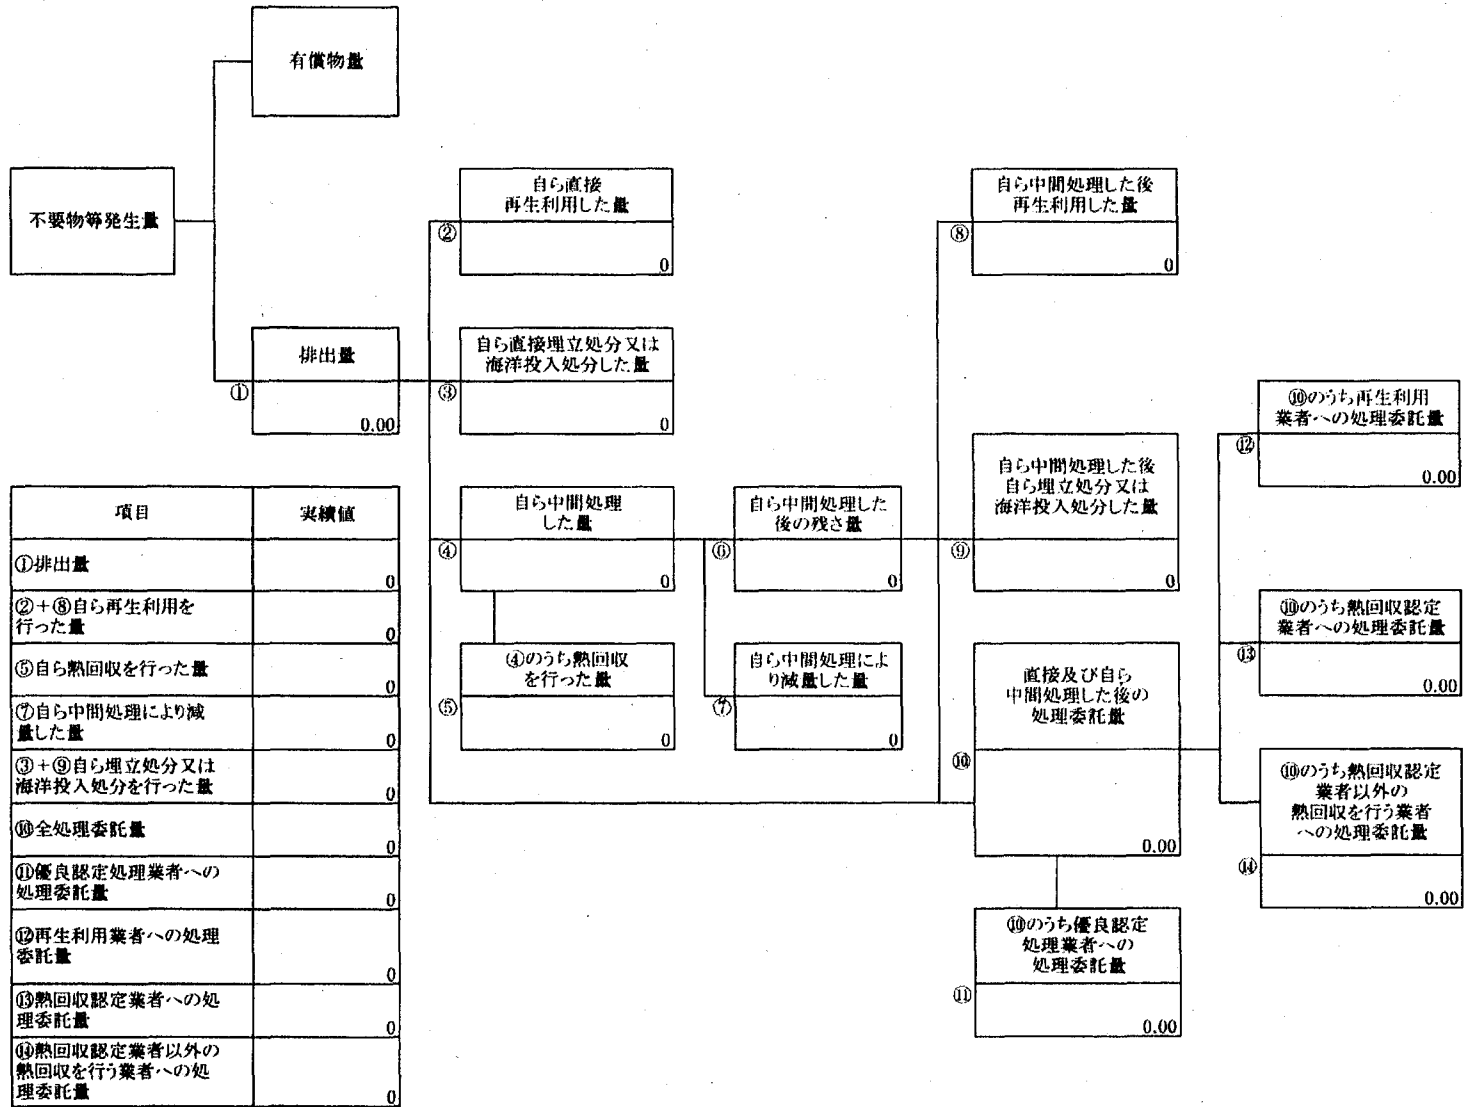 有償物量
不要物等発生量
排出量
①
0.00
自ら直接
再生利用した量
②
0
自ら直接埋立処分又は
海洋投入処分した量
③
0
自ら中間処理
した量
④
0
④のうち熱回収
を行った量
⑤
0
自ら中間処理した
後の残さ量
⑥
0
自ら中間処理によ
り減量した量
⑦
0
自ら中間処理した後
再生利用した量
⑧
0
自ら中間処理した後
自ら埋立処分又は
海洋投入処分した量
⑨
0
直接及び自ら
中間処理した後の
処理委託量
⑩
0.00
⑩のうち優良認定
処理業者への
処理委託量
⑪
0.00
⑩のうち再生利用
業者への処理委託量
⑫
0.00
⑩のうち熱回収認定
業者への処理委託量
⑬
0.00
⑩のうち熱回収認定
業者以外の
熱回収を行う業者
への処理委託量
⑭
0.00
項目 実績値
①排出量
0
②+⑧自ら再生利用を
行った量
0
⑤自ら熱回収を行った量
0
⑦自ら中間処理により減
量した量
0
③+⑨自ら埋立処分又は
海洋投入処分を行った量
0
⑩全処理委託量
0
⑪優良認定処理業者への
処理委託量
0
⑫再生利用業者への処理
委託量
0
⑬熱回収認定業者への処
理委託量
0
⑭熱回収認定業者以外の
熱回収を行う業者への処
理委託量
0